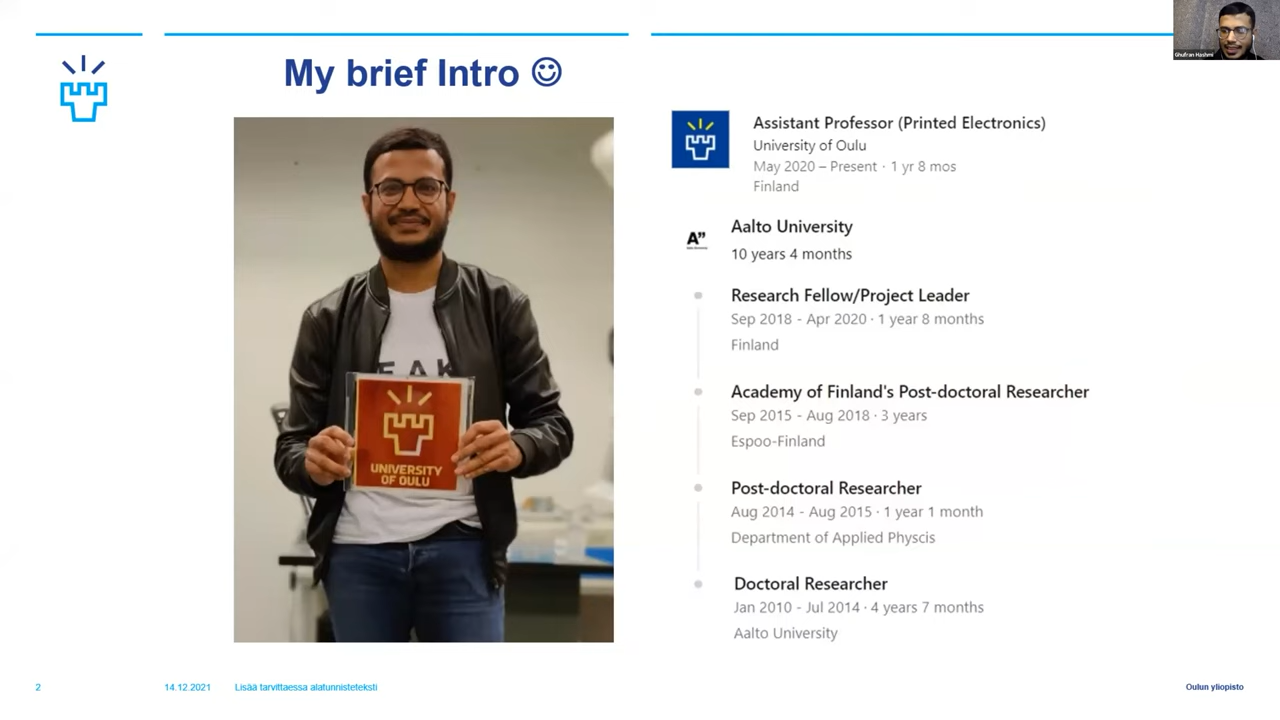 Ghufran Hashmi
My brief Intro ☺
EAK
UNIVERSITY
OF OULU
Assistant Professor (Printed Electronics)
University of Oulu
May 2020 – Present · 1 yr 8 mos
Finland
A”
Aalto University
10 years 4 months
Research Fellow/Project Leader
Sep 2018 - Apr 2020 · 1 year 8 months
Finland
Academy of Finland's Post-doctoral Researcher
Sep 2015 - Aug 2018 · 3 years
Espoo-Finland
Post-doctoral Researcher
Aug 2014 - Aug 2015 · 1 year 1 month
Department of Applied Physcis
Doctoral Researcher
Jan 2010 - Jul 2014 · 4 years 7 months
Aalto University
2
14.12.2021
Lisää tarvittaessa alatunnisteteksti
Oulun yliopisto